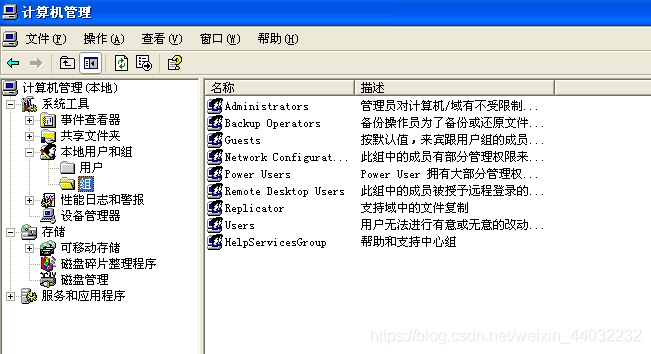 计算机管理
文件(F) 操作(A) 查看(V) 窗口(W) 帮助(H)
计算机管理(本地)
系统工具
事件查看器
共享文件夹
本地用户和组
用户
组
性能日志和警报
设备管理器
存储
可移动存储
磁盘碎片整理程序
磁盘管理
服务和应用程序
名称 描述
Administrators 管理员对计算机/域有不受限制...
Backup Operators 备份操作员为了备份或还原文件...
Guests 按默认值，来宾跟用户组的成员...
Network Configurat... 此组中的成员有部分管理权限来...
Power Users Power User 拥有大部分管理权...
Remote Desktop Users 此组中的成员被授予远程登录的...
Replicator 支持域中的文件复制
Users 用户无法进行有意或无意的改动...
HelpServicesGroup 帮助和支持中心组
https://blog.csdn.net/weixin_44032232